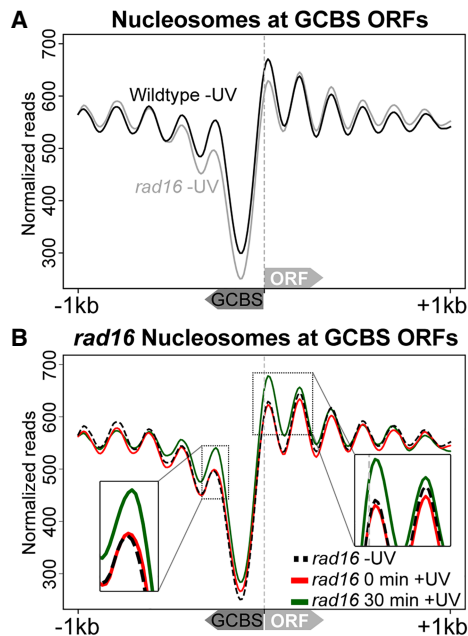 A
Nucleosomes at GCBS ORFs
Normalized reads
700
600
500
400
300
Wildtype -UV
rad16 -UV
ORF
GCBS
-1kb
+1kb
B
rad16 Nucleosomes at GCBS ORFs
Normalized reads
700
600
500
400
300
rad16 -UV
rad16 0 min +UV
rad16 30 min +UV
GCBS ORF
-1kb
+1kb